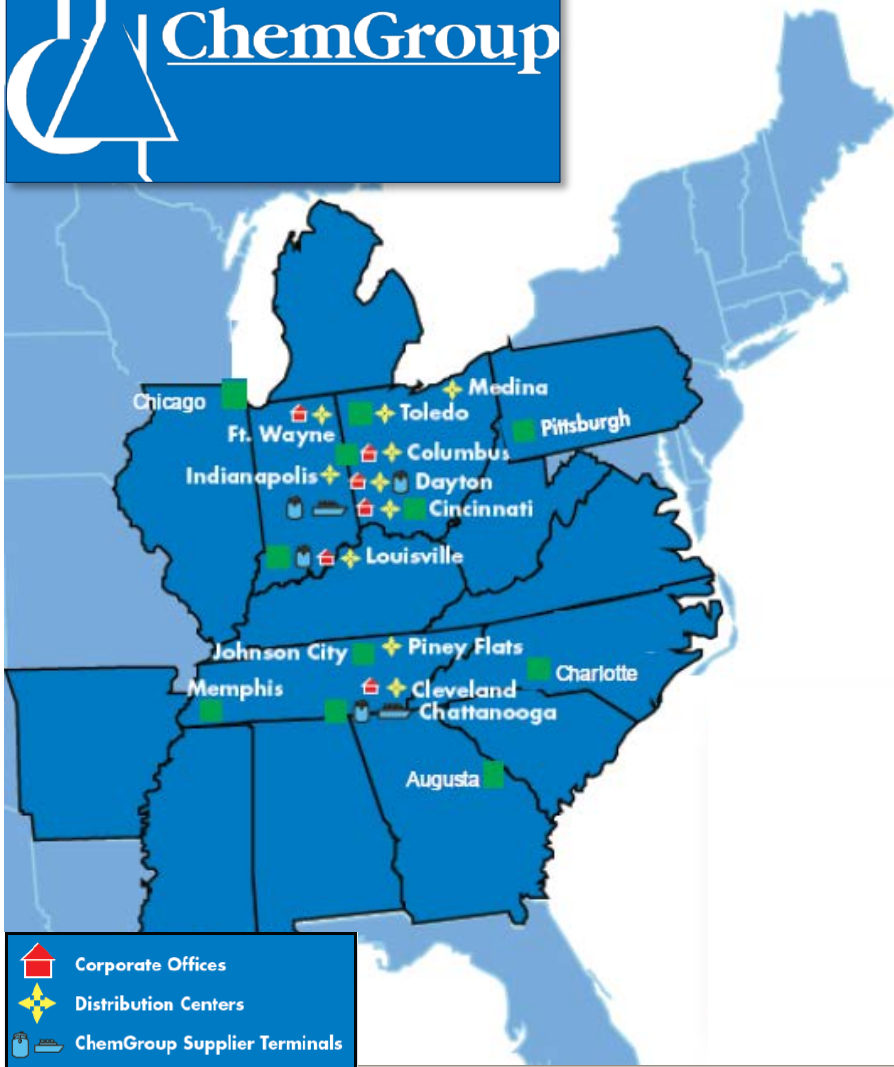 ChemGroup
Medina
Chicago
Toledo
Ft. Wayne
Pittsburgh
Columbus
Indianapolis
Dayton
Cincinnati
Louisville
Johnson City
Piney Flats
Charlotte
Memphis
Cleveland
Chattanooga
Augusta
Corporate Offices
Distribution Centers
ChemGroup Supplier Terminals